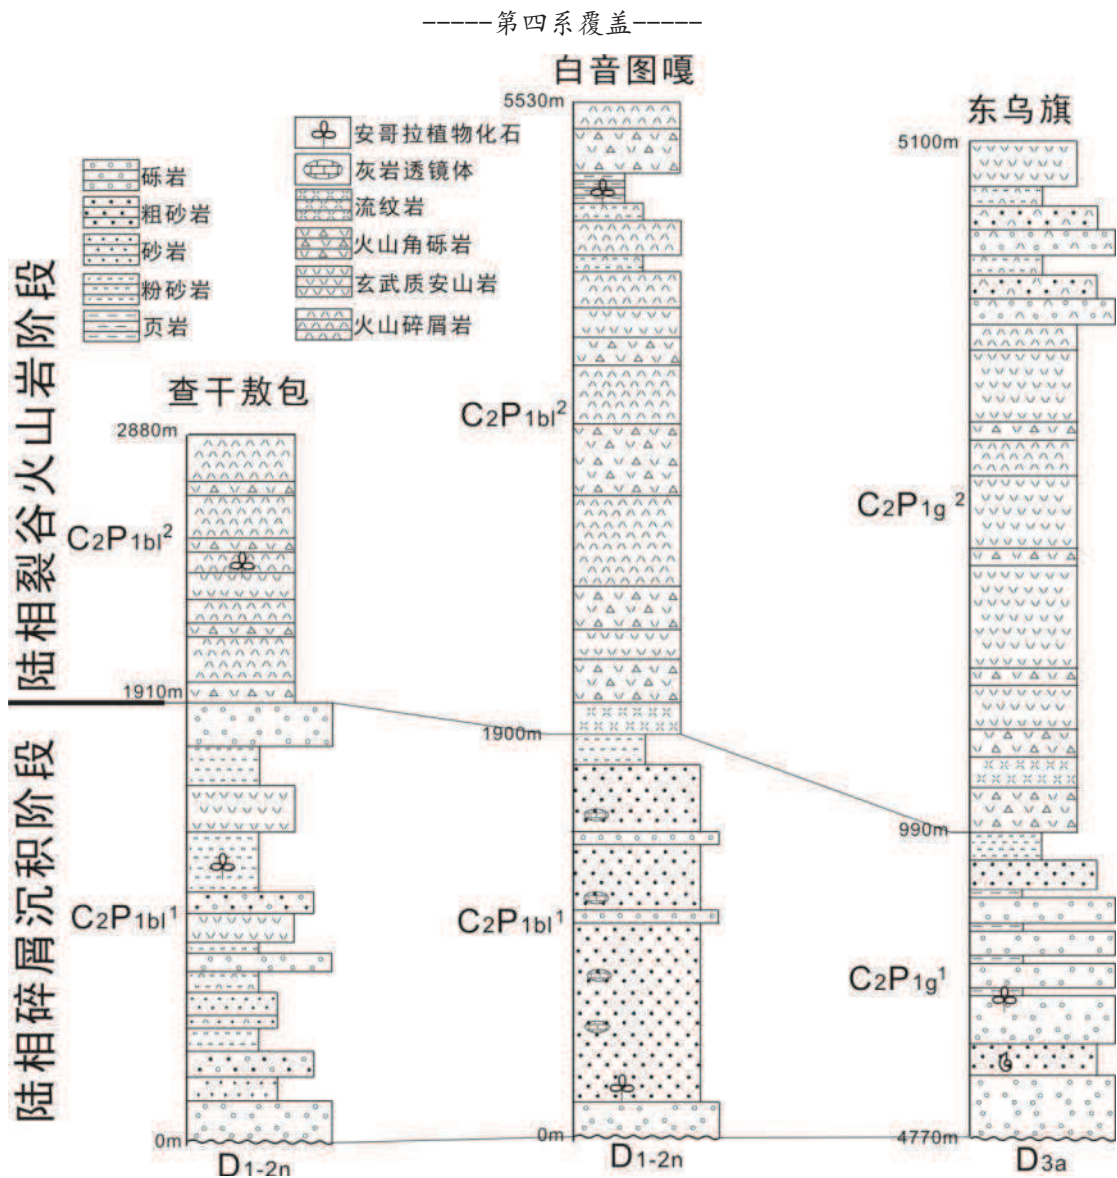 -----第四系覆盖-----
白音图嘎
5530m
东乌旗
5100m
安哥拉植物化石
灰岩透镜体
流纹岩
火山角砾岩
玄武质安山岩
火山碎屑岩
砾岩
粗砂岩
砂岩
粉砂岩
页岩
陆相裂谷火山岩阶段
查干敖包
2880m
C2P1bl2
C2P1bl2
C2P1g2
1910m
1900m
990m
陆相碎屑沉积阶段
C2P1bl1
C2P1bl1
C2P1g1
0m
0m
4770m
D1-2n
D1-2n
D3a